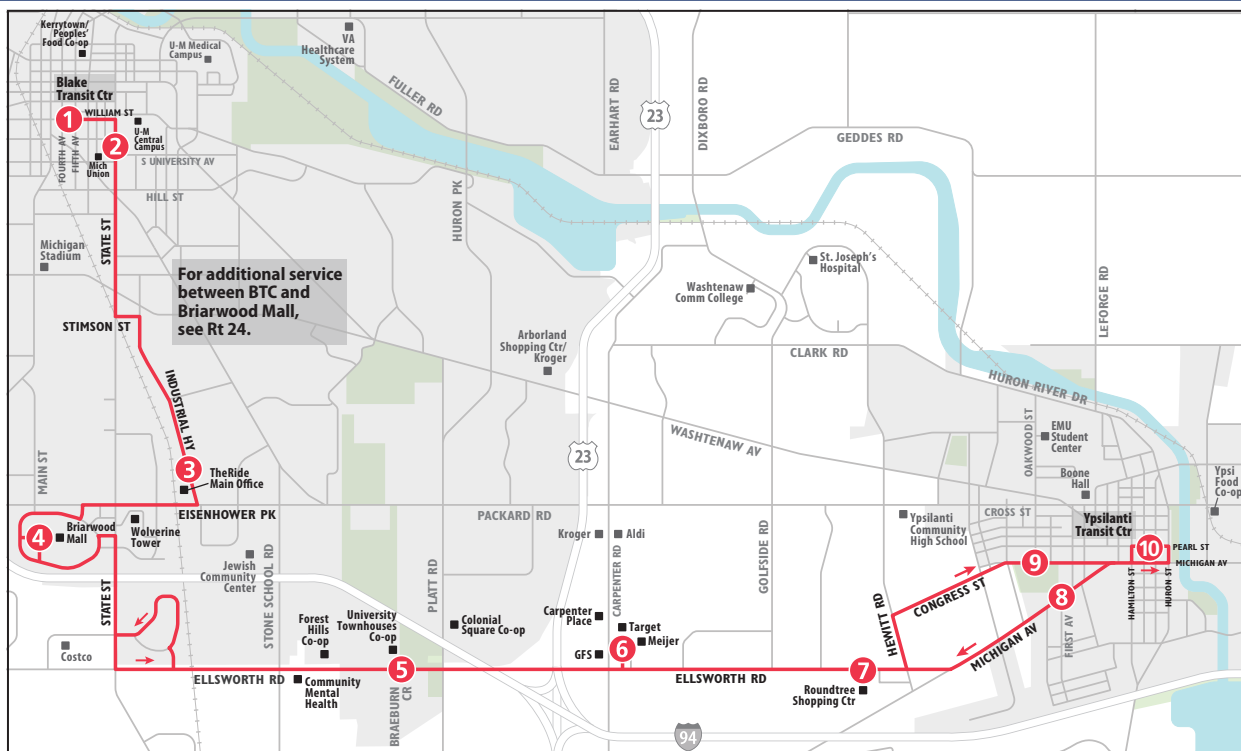 Kerrytown/
Peoples'
Food Co-op
U-M Medical
Campus
VA
Healthcare
System
FULLER RD
EARHART RD
23
DIXBORO RD
GEDDES RD
Blake
Transit Ctr
1
WILLIAM ST
2
U-M
Central
Campus
FOURTH AV
FIFTH AV
Mich
Union
S UNIVERSITY AV
HILL ST
HURON PK
STATE ST
Michigan
Stadium
For additional service
between BTC and
Briarwood Mall,
see Rt 24.
St. Joseph's
Hospital
Washtenaw
Comm College
LEFORGE RD
STIMSON ST
Arborland
Shopping Ctr/
Kroger
CLARK RD
HURON RIVER DR
INDUSTRIAL HY
WASHTENAW AV
OAKWOOD ST
EMU
Student
Center
23
MAIN ST
3
TheRide
Main Office
Boone
Hall
Ypsi
Food
Co-op
EISENHOWER PK
PACKARD RD
CROSS ST
4
Briarwood
Mall
Wolverine
Tower
Kroger
Aldi
Ypsilanti
Community
High School
Ypsilanti
Transit Ctr
10
PEARL ST
MICHIGAN AV
Jewish
Community
Center
STONE SCHOOL RD
PLATT RD
CARPENTER RD
GOLFSIDE RD
9
STATE ST
CONGRESS ST
HAMILTON ST
HURON ST
8
Forest
Hills
Co-op
University
Townhouses
Co-op
Colonial
Square Co-op
Carpenter
Place
Target
HEWITT RD
MICHIGAN AV
FIRST AV
Costco
GFS
6
Meijer
5
7
ELLSWORTH RD
ELLSWORTH RD
Community
Mental
Health
BRAEBURN
CR
Roundtree
Shopping Ctr
94